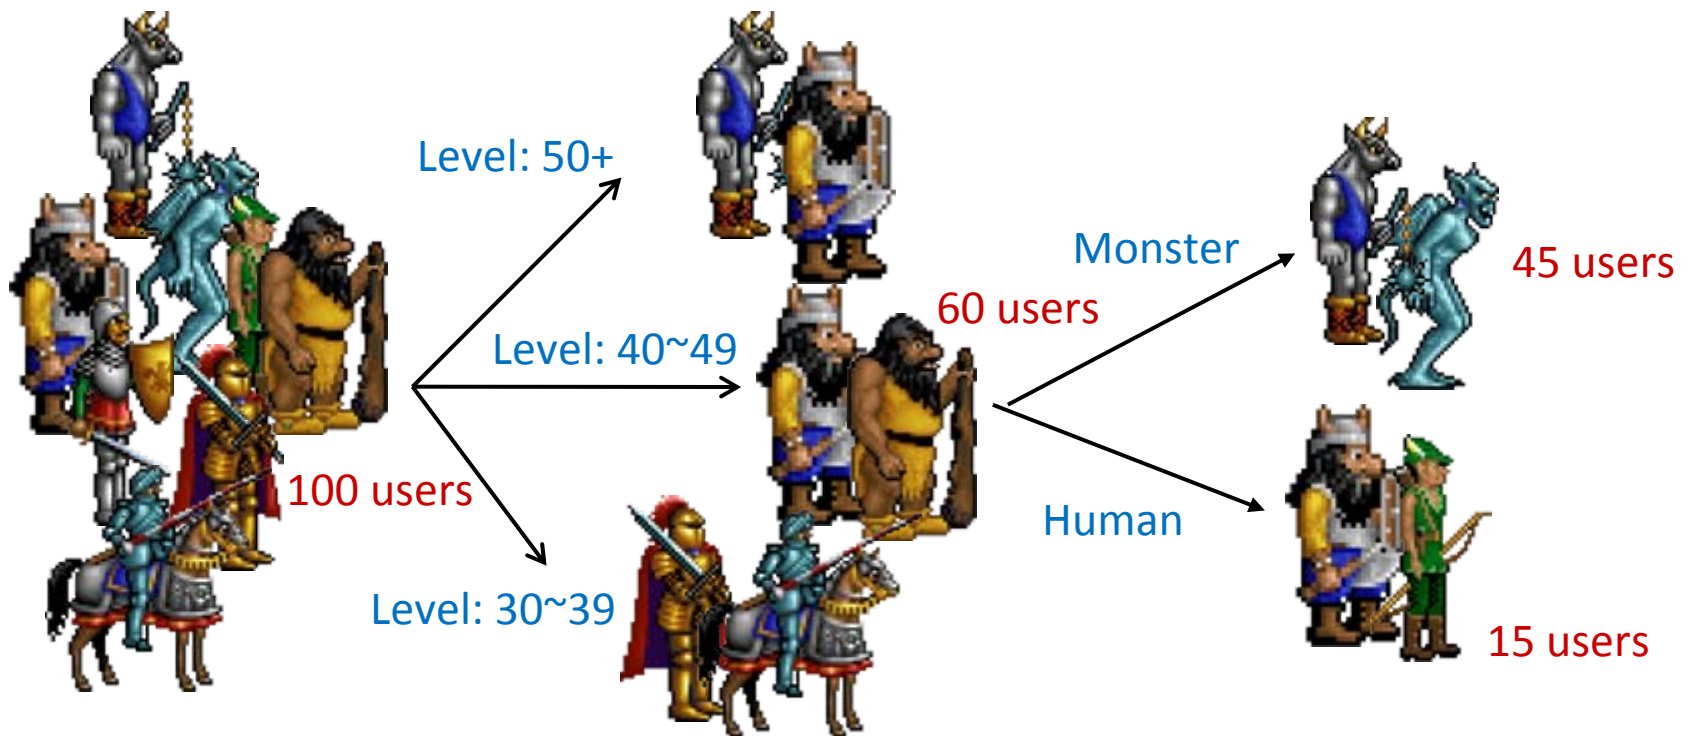 Level: 50+
Monster
45 users
60 users
Level: 40~49
100 users
Human
Level: 30~39
15 users